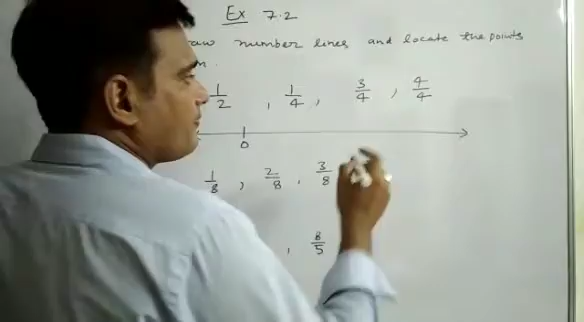 Ex 7.2
number lines and locate the points
1/2 , 1/4 , 3/4 , 4/4
0
1/8 , 2/8 , 3/8
, 8/5